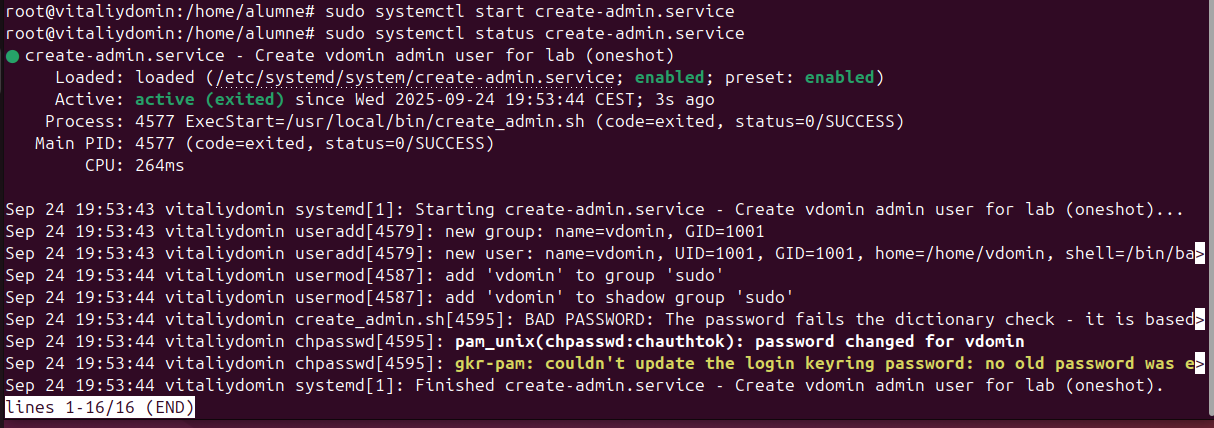 root@vitaliydomin:/home/alumne# sudo systemctl start create-admin.service
root@vitaliydomin:/home/alumne# sudo systemctl status create-admin.service
● create-admin.service - Create vdomin admin user for lab (oneshot)
     Loaded: loaded (/etc/systemd/system/create-admin.service; enabled; preset: enabled)
     Active: active (exited) since Wed 2025-09-24 19:53:44 CEST; 3s ago
    Process: 4577 ExecStart=/usr/local/bin/create_admin.sh (code=exited, status=0/SUCCESS)
   Main PID: 4577 (code=exited, status=0/SUCCESS)
        CPU: 264ms

Sep 24 19:53:43 vitaliydomin systemd[1]: Starting create-admin.service - Create vdomin admin user for lab (oneshot)...
Sep 24 19:53:43 vitaliydomin useradd[4579]: new group: name=vdomin, GID=1001
Sep 24 19:53:43 vitaliydomin useradd[4579]: new user: name=vdomin, UID=1001, GID=1001, home=/home/vdomin, shell=/bin/ba>
Sep 24 19:53:44 vitaliydomin usermod[4587]: add 'vdomin' to group 'sudo'
Sep 24 19:53:44 vitaliydomin usermod[4587]: add 'vdomin' to shadow group 'sudo'
Sep 24 19:53:44 vitaliydomin create_admin.sh[4595]: BAD PASSWORD: The password fails the dictionary check - it is based>
Sep 24 19:53:44 vitaliydomin chpasswd[4595]: pam_unix(chpasswd:chauthtok): password changed for vdomin
Sep 24 19:53:44 vitaliydomin chpasswd[4595]: gkr-pam: couldn't update the login keyring password: no old password was e>
Sep 24 19:53:44 vitaliydomin systemd[1]: Finished create-admin.service - Create vdomin admin user for lab (oneshot).
lines 1-16/16 (END)